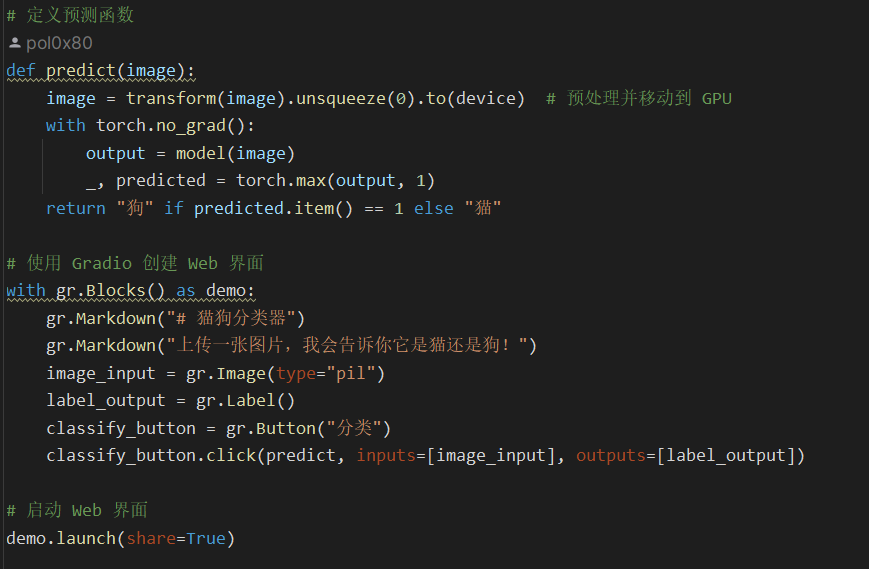 # 定义预测函数
pol0x80
def predict(image):
    image = transform(image).unsqueeze(0).to(device)  # 预处理并移动到 GPU
    with torch.no_grad():
        output = model(image)
        _, predicted = torch.max(output, 1)
    return "狗" if predicted.item() == 1 else "猫"

# 使用 Gradio 创建 Web 界面
with gr.Blocks() as demo:
    gr.Markdown("# 猫狗分类器")
    gr.Markdown("上传一张图片，我会告诉你它是猫还是狗！")
    image_input = gr.Image(type="pil")
    label_output = gr.Label()
    classify_button = gr.Button("分类")
    classify_button.click(predict, inputs=[image_input], outputs=[label_output])

# 启动 Web 界面
demo.launch(share=True)